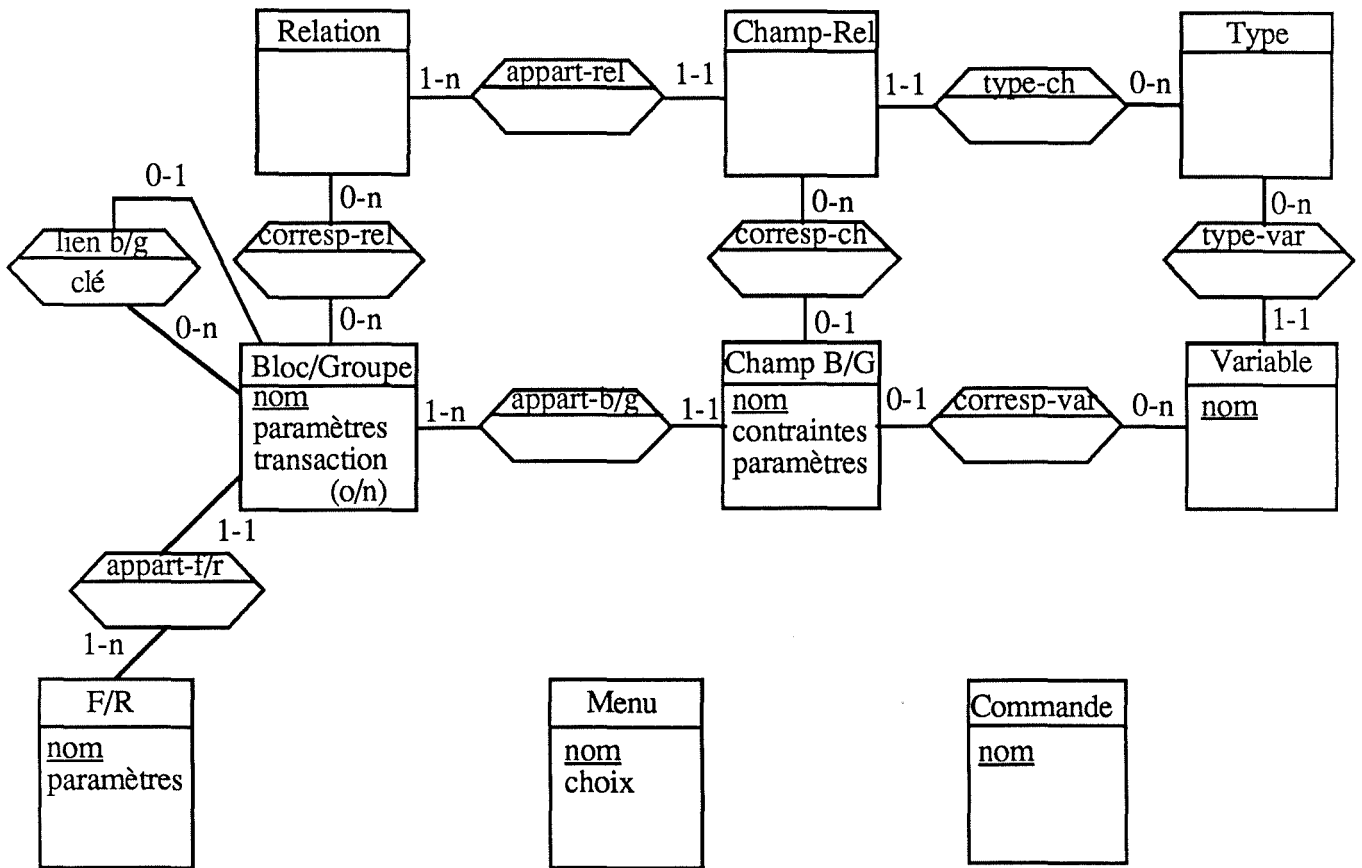 Relation
Champ-Rel
Type
1-n
appart-rel
1-1
1-1
type-ch
0-n
0-1
0-n
0-n
0-n
lien b/g
clé
corresp-rel
corresp-ch
type-var
0-n
0-n
0-1
1-1
Bloc/Groupe
nom
paramètres
transaction
(o/n)
1-n
appart-b/g
1-1
Champ B/G
nom
contraintes
paramètres
0-1
corresp-var
0-n
Variable
nom
1-1
appart-f/r
1-n
F/R
nom
paramètres
Menu
nom
choix
Commande
nom